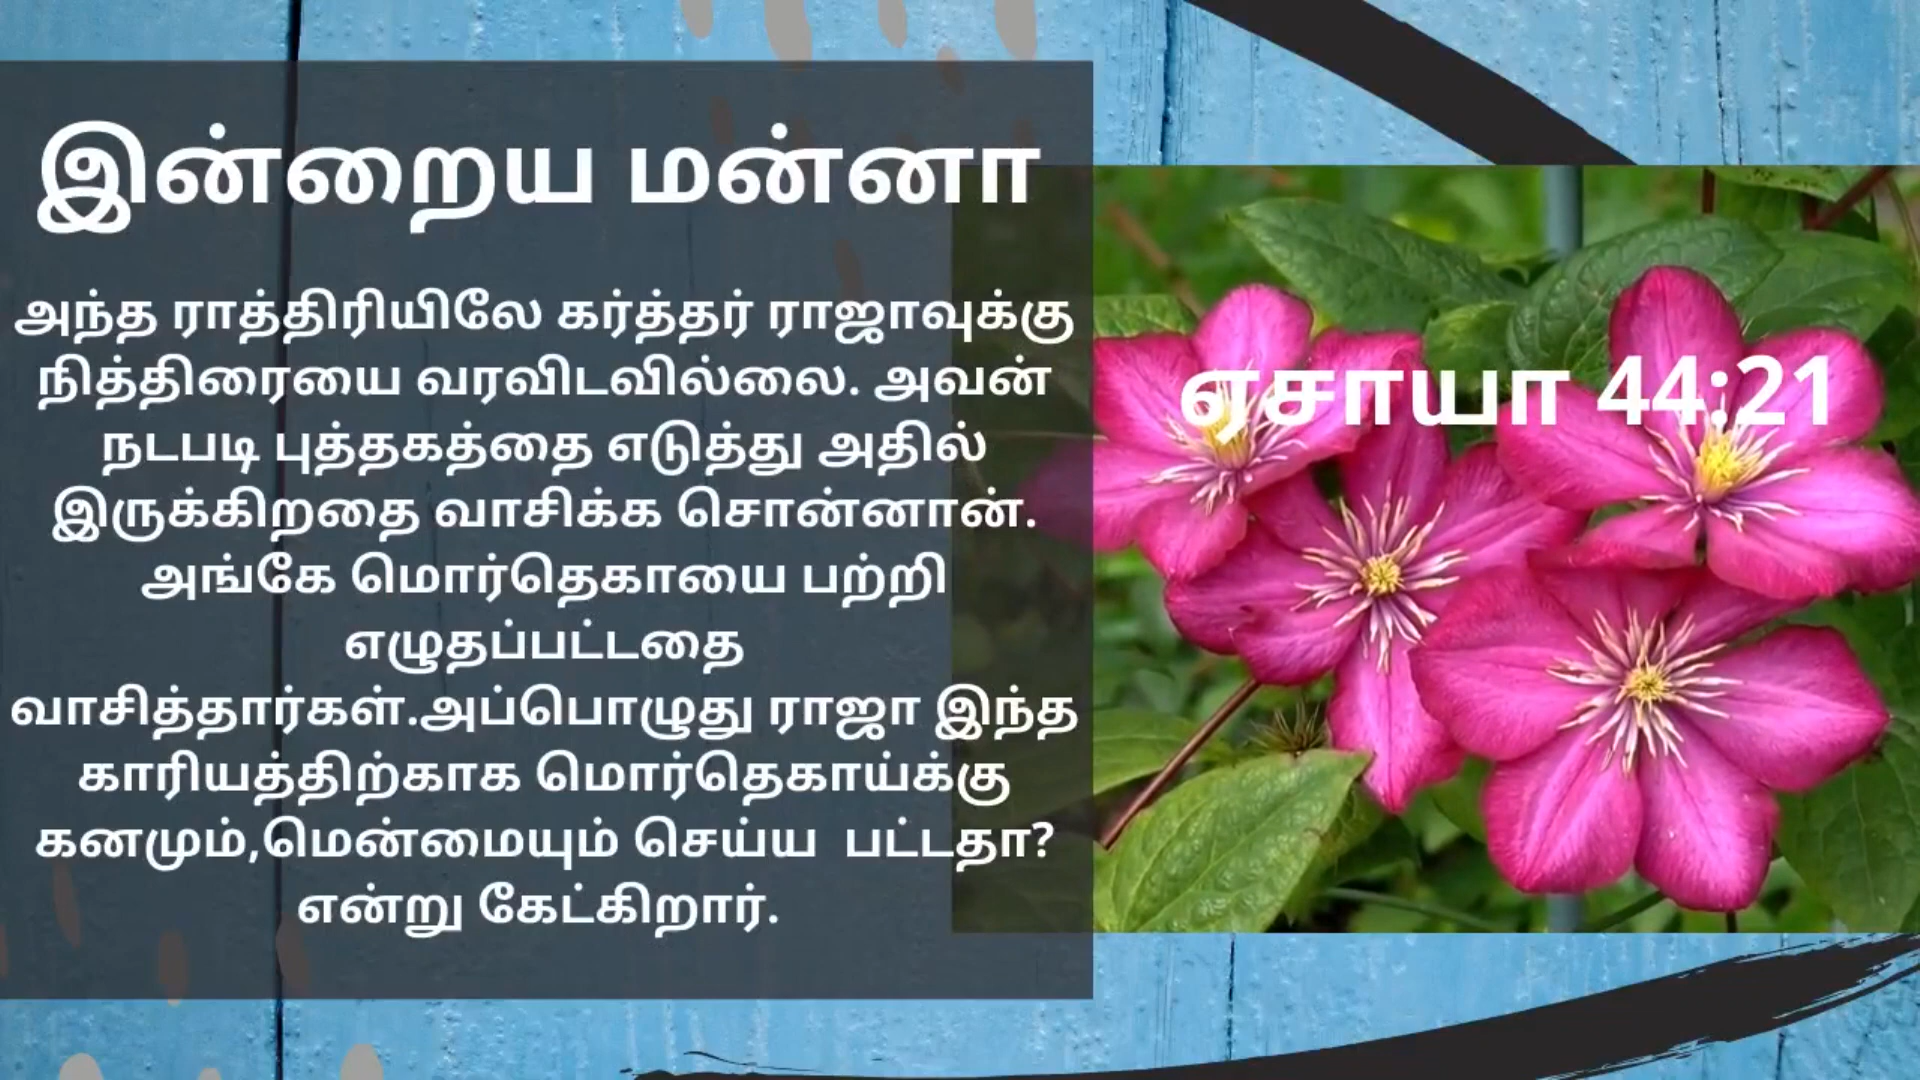 இன்றைய மன்னா
அந்த ராத்திரியிலே கர்த்தர் ராஜாவுக்கு
நித்திரையை வரவிடவில்லை. அவன்
நடபடி புத்தகத்தை எடுத்து அதில்
இருக்கிறதை வாசிக்க சொன்னான்.
அங்கே மொர்தெகாயை பற்றி
எழுதப்பட்டதை
வாசித்தார்கள்.அப்பொழுது ராஜா இந்த
காரியத்திற்காக மொர்தெகாய்க்கு
கனமும்,மென்மையும் செய்ய  பட்டதா?
என்று கேட்கிறார்.
ஏசாயா 44:21